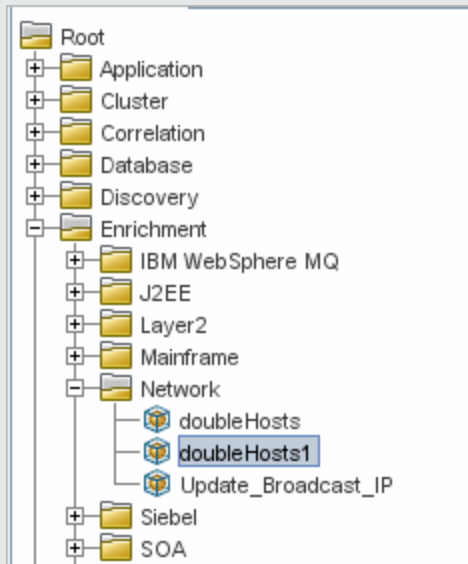 Root
Application
Cluster
Correlation
Database
Discovery
Enrichment
IBM WebSphere MQ
J2EE
Layer2
Mainframe
Network
doubleHosts
doubleHosts1
Update_Broadcast_IP
Siebel
SOA